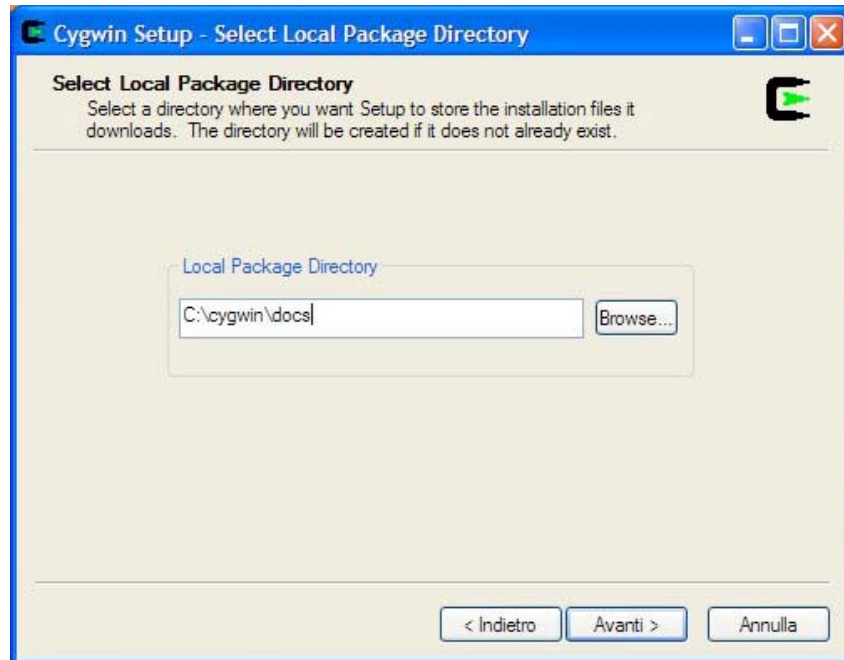 Cygwin Setup - Select Local Package Directory
Select Local Package Directory
Select a directory where you want Setup to store the installation files it
downloads. The directory will be created if it does not already exist.
Local Package Directory
C:\cygwin\docs
Browse...
< Indietro
Avanti >
Annulla